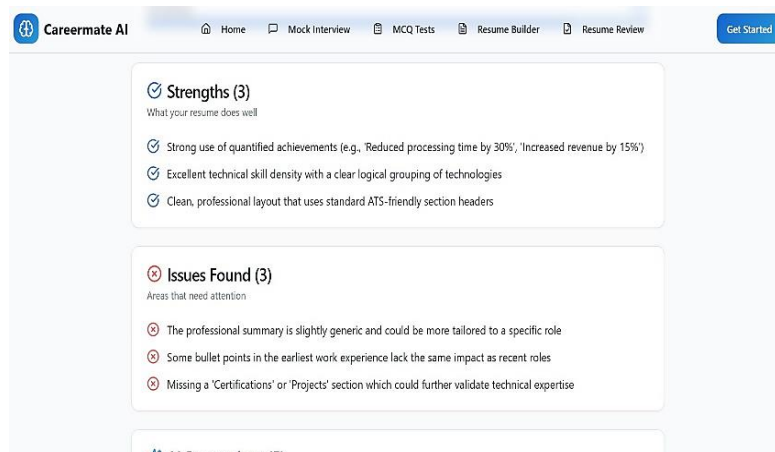 Careermate AI
Home
Mock Interview
MCQ Tests
Resume Builder
Resume Review
Get Started
Strengths (3)
What your resume does well
Strong use of quantified achievements (e.g., 'Reduced processing time by 30%', 'Increased revenue by 15%')
Excellent technical skill density with a clear logical grouping of technologies
Clean, professional layout that uses standard ATS-friendly section headers
Issues Found (3)
Areas that need attention
The professional summary is slightly generic and could be more tailored to a specific role
Some bullet points in the earliest work experience lack the same impact as recent roles
Missing a 'Certifications' or 'Projects' section which could further validate technical expertise